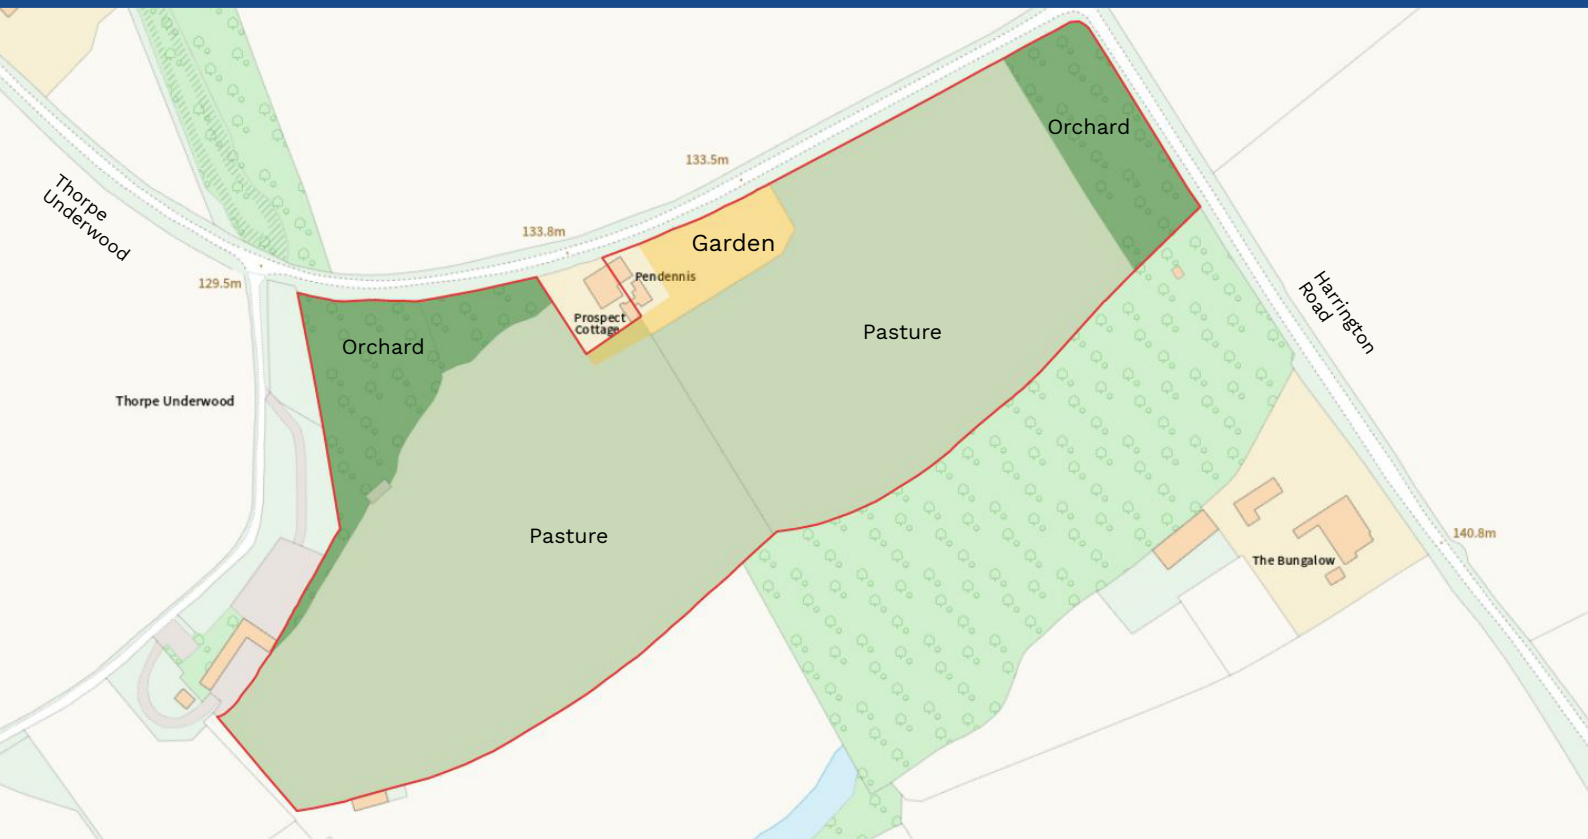 Orchard
133.5m
Thorpe
Underwood
133.8m
Garden
129.5m
Pendennis
Harrington
Road
Prospect
Cottage
Pasture
Orchard
Thorpe Underwood
Pasture
140.8m
The Bungalow